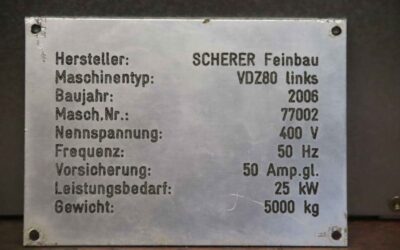 Hersteller: SCHERER Feinbau
Maschinentyp: VDZ80 links
Baujahr: 2006
Masch.Nr.: 77002
Nennspannung: 400 V
Frequenz: 50 Hz
Vorsicherung: 50 Amp.gl.
Leistungsbedarf: 25 kW
Gewicht: 5000 kg